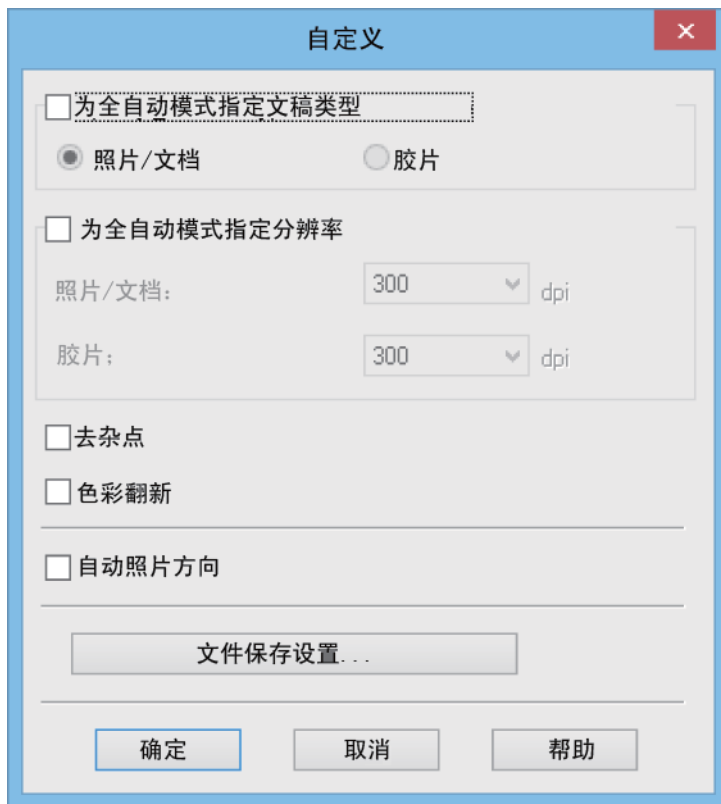 自定义
为全自动模式指定文稿类型
照片/文档 胶片
为全自动模式指定分辨率
照片/文档: 300 dpi
胶片: 300 dpi
去杂点
色彩翻新
自动照片方向
文件保存设置...
确定 取消 帮助